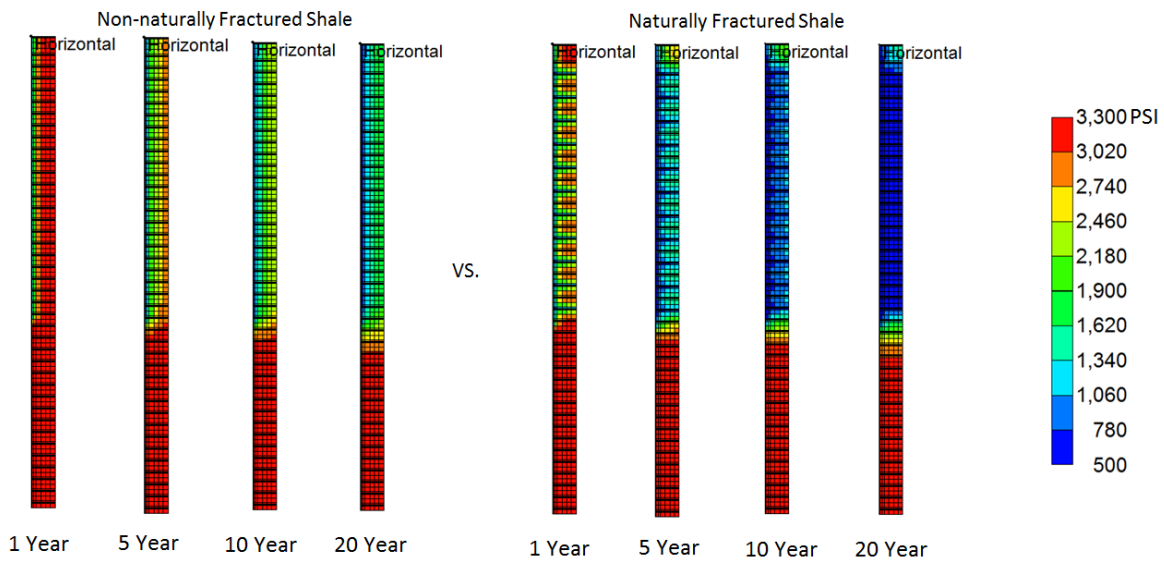 Non-naturally Fractured Shale
Naturally Fractured Shale
Horizontal
Horizontal
Horizontal
Horizontal
Horizontal
Horizontal
Horizontal
Horizontal
VS.
3,300 PSI
3,020
2,740
2,460
2,180
1,900
1,620
1,340
1,060
780
500
1 Year
5 Year
10 Year
20 Year
1 Year
5 Year
10 Year
20 Year